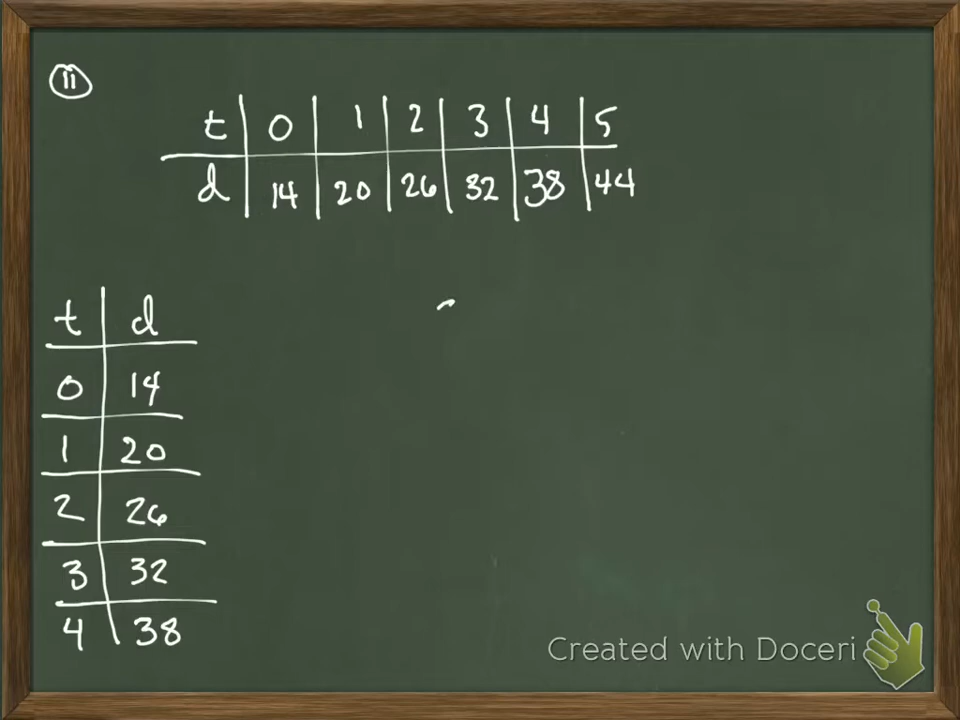 ii
t 0 1 2 3 4 5
d 14 20 26 32 38 44
t d
0 14
1 20
2 26
3 32
4 38
Created with Doceri